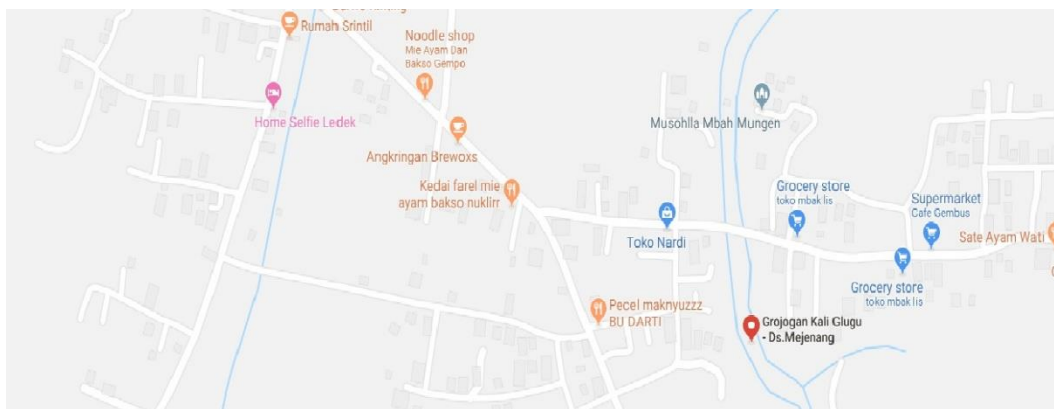 Rumah Srintil
Noodle shop
Mie Ayam Dan
Bakso Gempo
Home Selfie Ledek
Musohlla Mbah Mungen
Angkringan Brewoxs
Kedai farel mie
ayam bakso nuklirr
Grocery store
toko mbak lis
Supermarket
Cafe Gembus
Toko Nardi
Sate Ayam Wati
Grocery store
toko mbak lis
Pecel maknyuzzz
BU DARTI
Grojogan Kali Glugu
- Ds.Mejenang